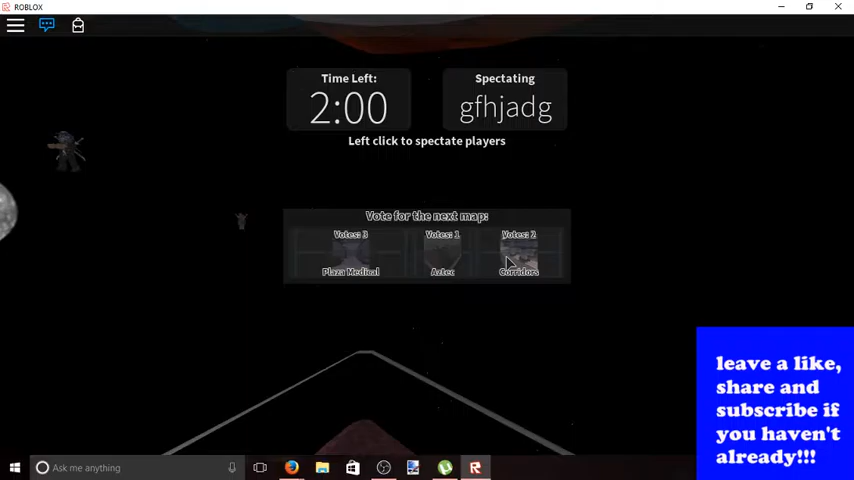 ROBLOX
Time Left:
2:00
Spectating
gfhjadg
Left click to spectate players
Vote for the next map:
Votes: 3
Votes: 1
Votes: 2
Plaza Medical
Aztec
Corridors
leave a like,
share and
subscribe if
you haven't
already!!!
Ask me anything